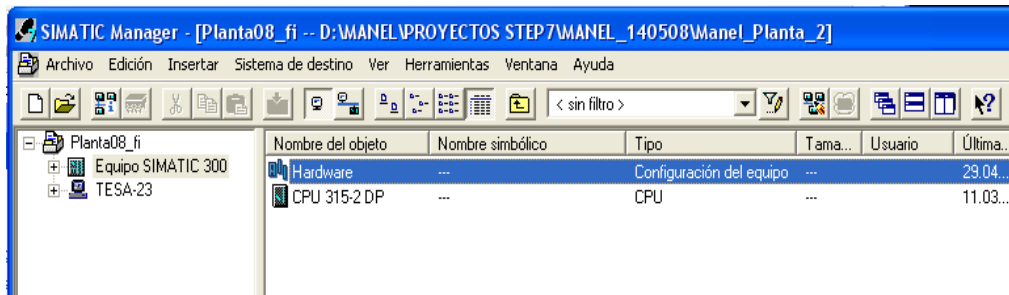 SIMATIC Manager - [Planta08_fi -- D:\MANEL\PROYECTOS STEP7\MANEL_140508\Manel_Planta_2]
Archivo Edición Insertar Sistema de destino Ver Herramientas Ventana Ayuda
< sin filtro >
Planta08_fi
Equipo SIMATIC 300
TESA-23
Nombre del objeto Nombre simbólico Tipo Tama... Usuario Última...
Hardware --- Configuración del equipo --- 29.04...
CPU 315-2 DP --- CPU --- 11.03...